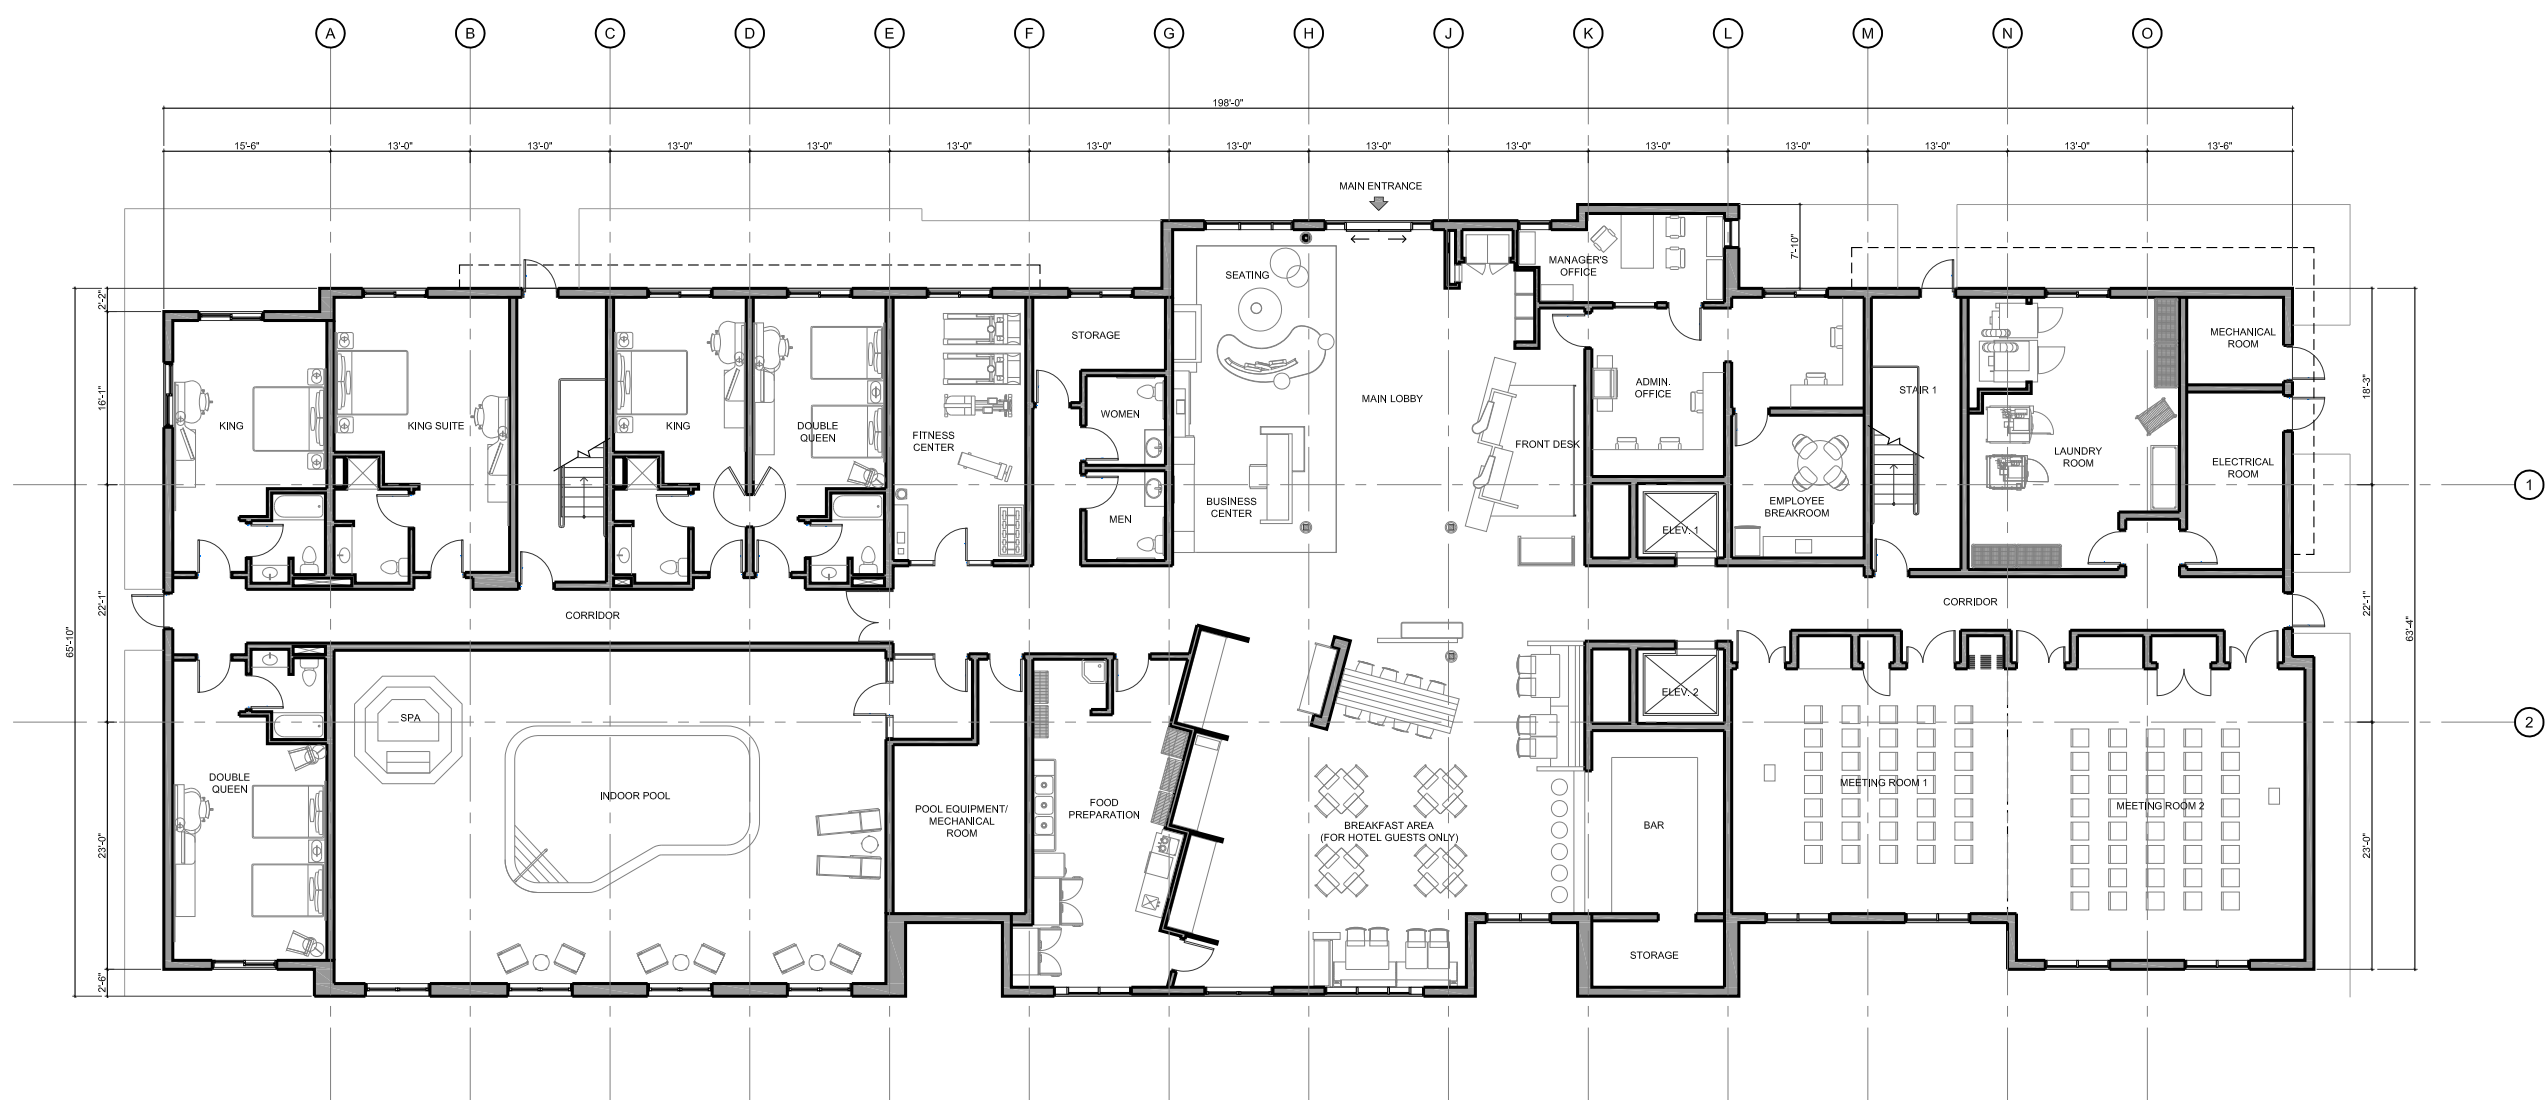 A
B
C
D
E
F
G
H
J
K
L
M
N
O
198'-0"
15'-6"
13'-0"
13'-0"
13'-0"
13'-0"
13'-0"
13'-0"
13'-0"
13'-0"
13'-0"
13'-0"
13'-0"
13'-0"
13'-0"
13'-6"
MAIN ENTRANCE
7'-10"
MANAGER'S
OFFICE
SEATING
2'-2"
STORAGE
MECHANICAL
ROOM
16'-1"
18'-3"
ADMIN.
OFFICE
STAIR 1
MAIN LOBBY
WOMEN
KING
KING SUITE
KING
DOUBLE
QUEEN
FITNESS
CENTER
FRONT DESK
LAUNDRY
ROOM
ELECTRICAL
ROOM
1
BUSINESS
CENTER
EMPLOYEE
BREAKROOM
MEN
ELEV. 1
22'-1"
CORRIDOR
CORRIDOR
22'-1"
65'-10"
63'-4"
ELEV. 2
SPA
2
DOUBLE
QUEEN
INDOOR POOL
POOL EQUIPMENT/
MECHANICAL
ROOM
FOOD
PREPARATION
BREAKFAST AREA
(FOR HOTEL GUESTS ONLY)
BAR
MEETING ROOM 1
MEETING ROOM 2
23'-0"
23'-0"
STORAGE
2'-6"